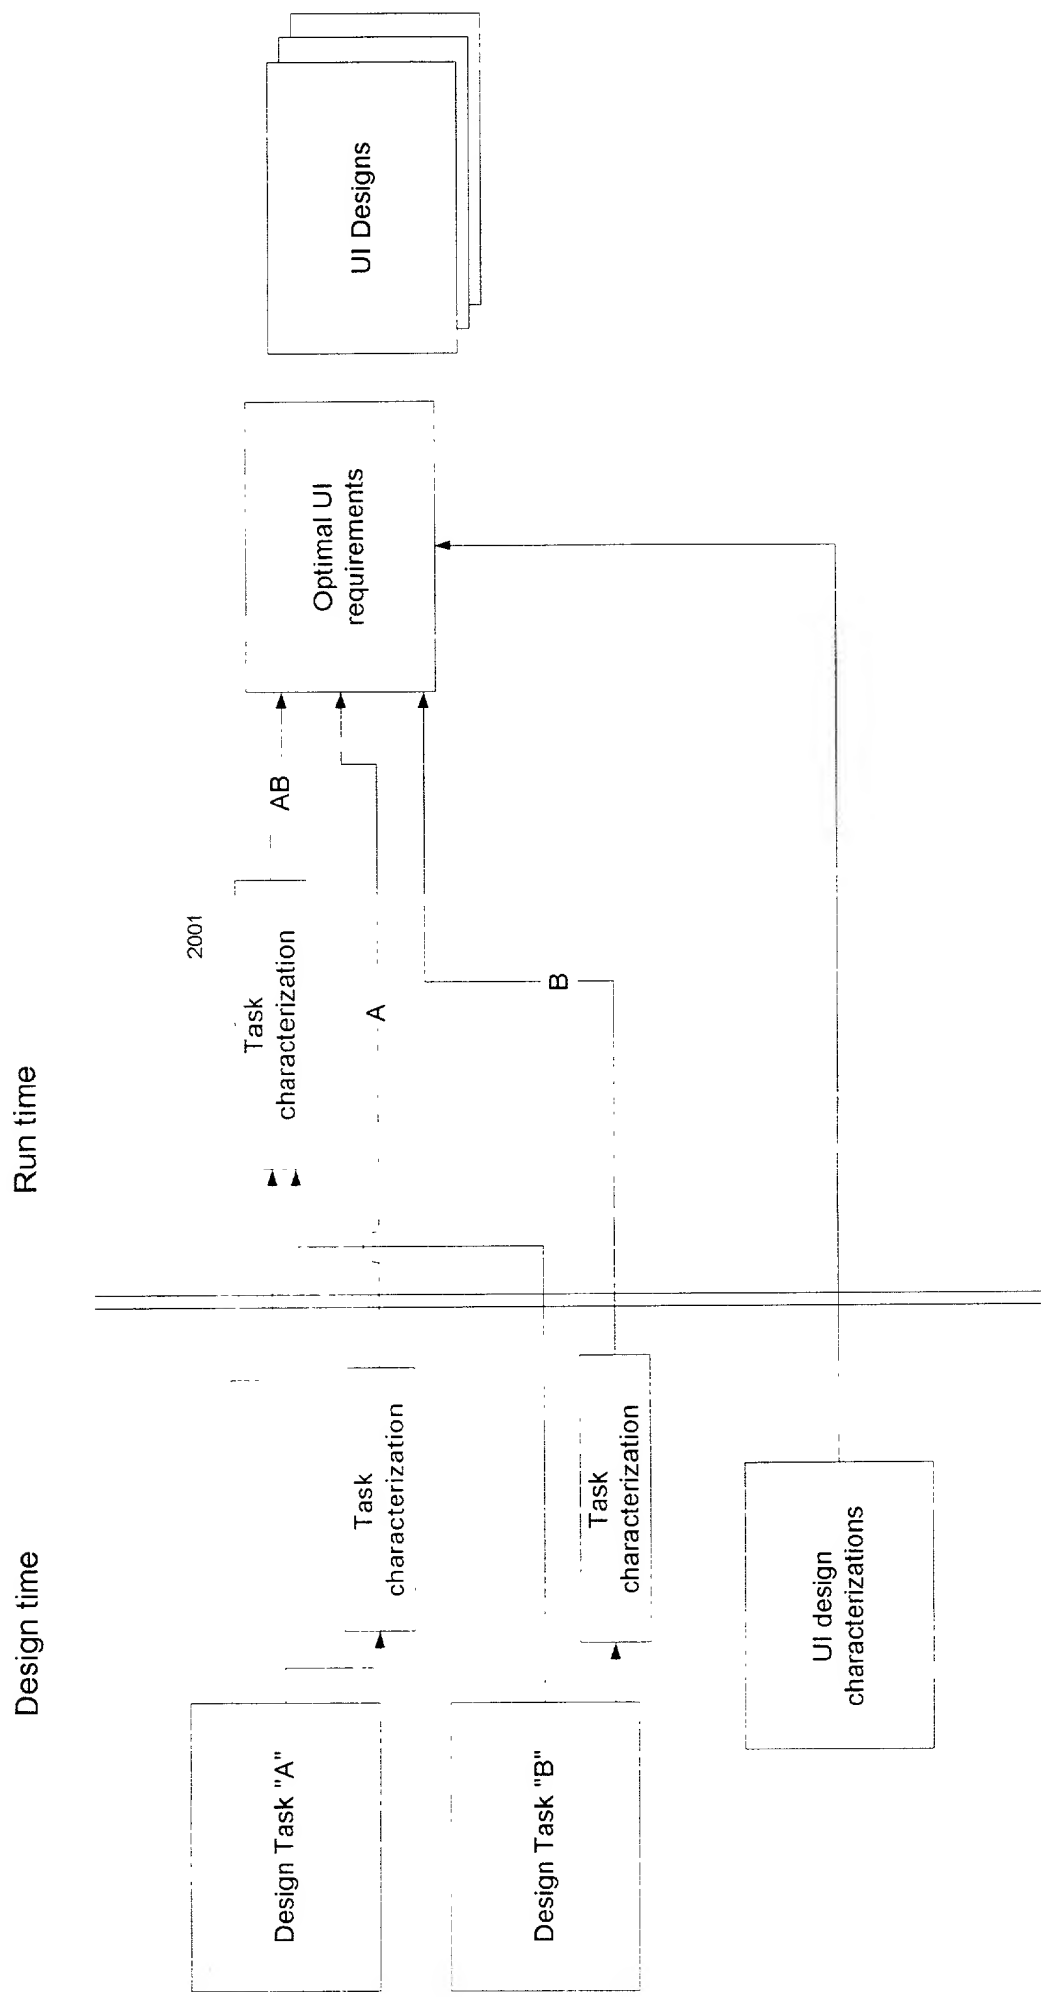 Design time
Run time
Design Task "A"
Task
characterization
2001
Task
characterization
AB
A
Optimal UI
requirements
UI Designs
Design Task "B"
Task
characterization
B
UI design
characterizations